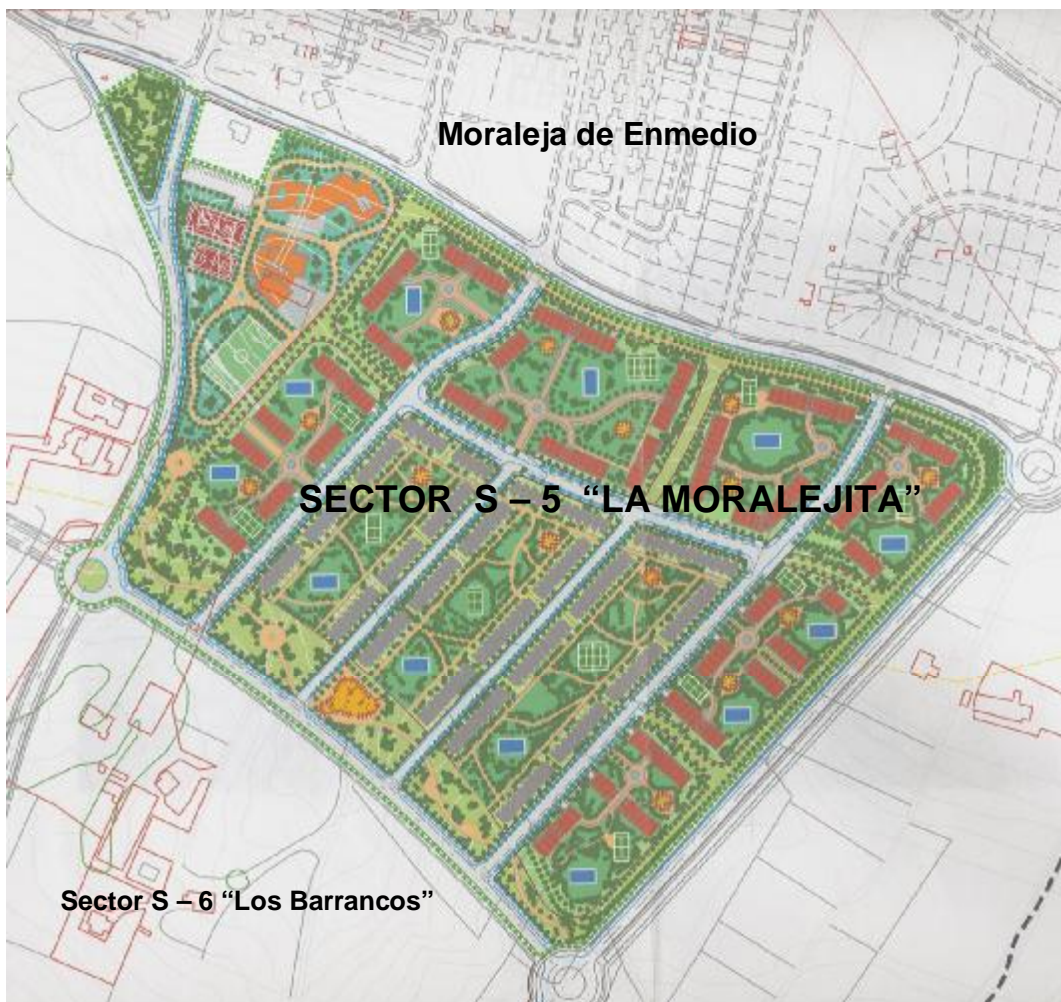 Moraleja de Enmedio
SECTOR S – 5 “LA MORALEJITA”
Sector S – 6 “Los Barrancos”